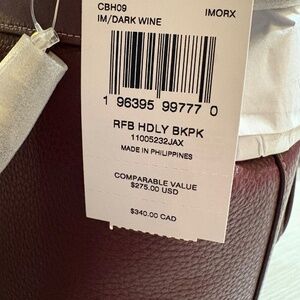 CBH09
IM/DARK WINE IMORX
1 96395 99777 0
RFB HDLY BKPK
11005232JAX
MADE IN PHILIPPINES
COMPARABLE VALUE
$275.00 USD
$340.00 CAD